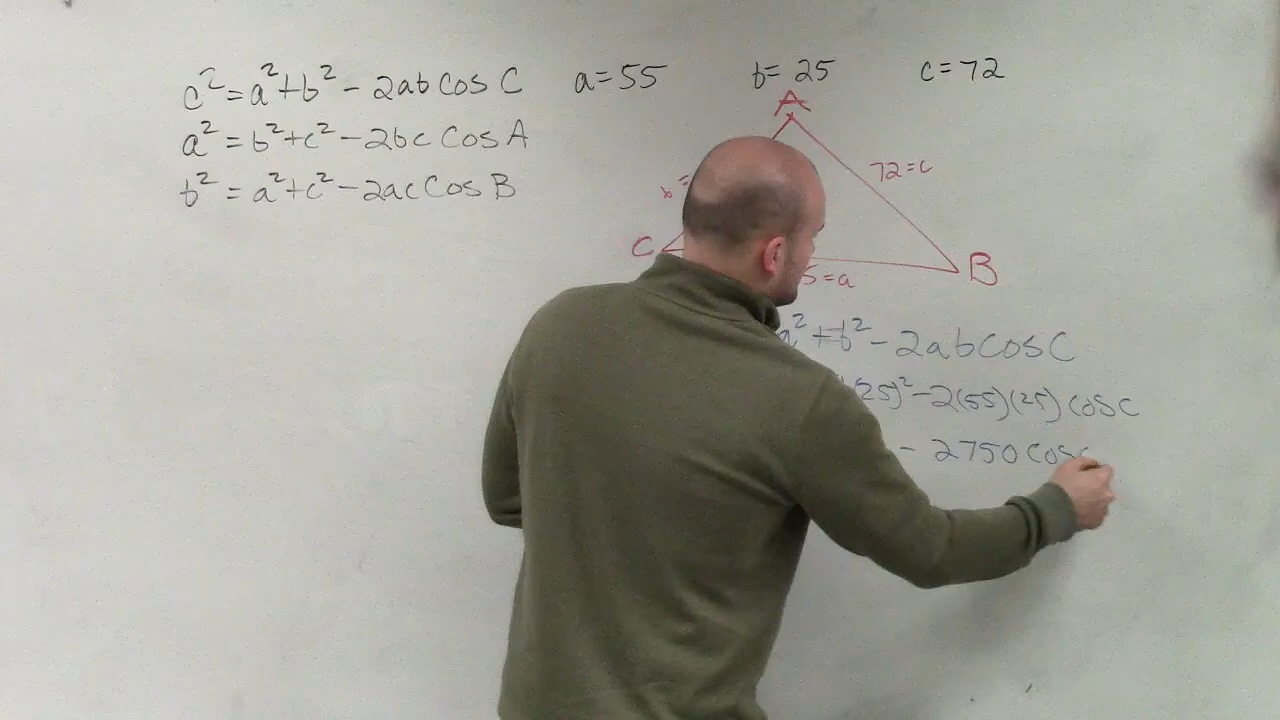 c² = a² + b² - 2ab Cos C a = 55 b = 25 c = 72
a² = b² + c² - 2bc Cos A
b² = a² + c² - 2ac Cos B
A
72 = c
b =
C
B
5 = a
a² + b² - 2ab Cos C
(25)² - 2(55)(25) Cos C
- 2750 Cos